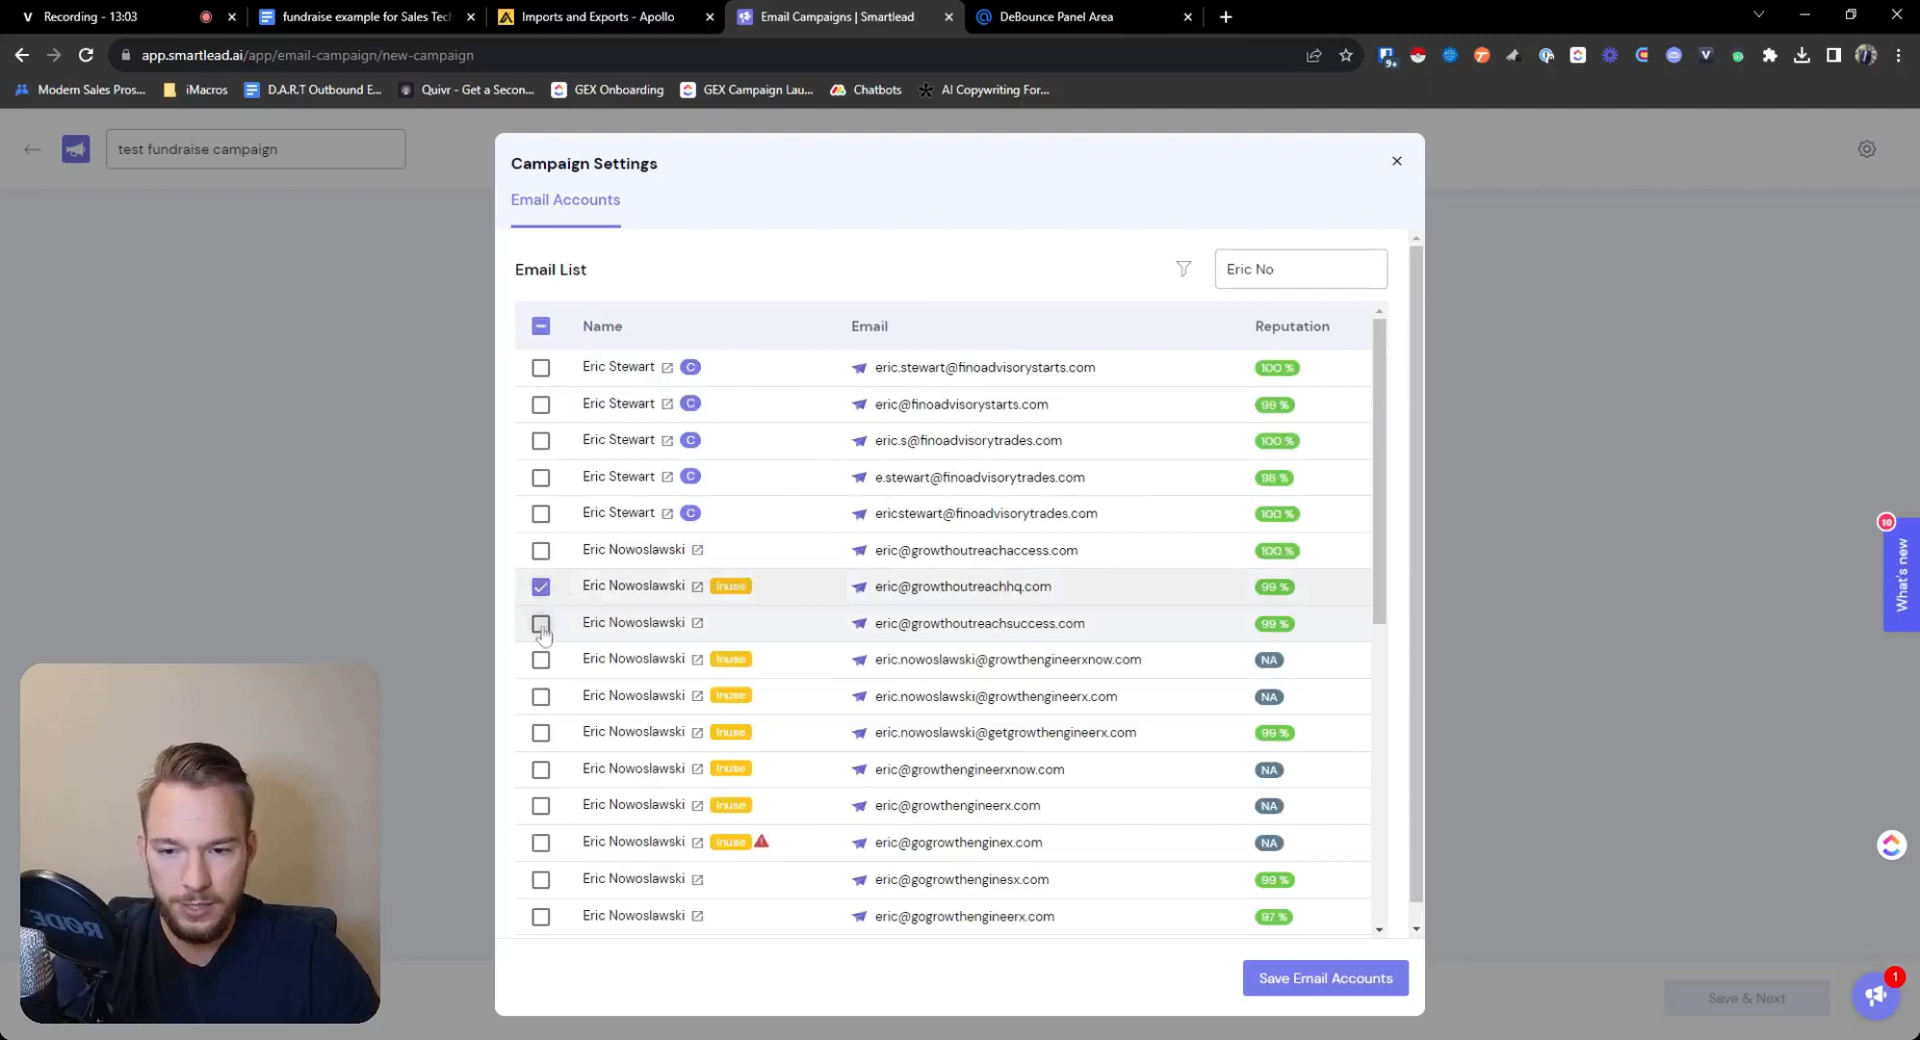 Recording - 13:03
fundraise example for Sales Tech
Imports and Exports - Apollo
Email Campaigns | Smartlead
DeBounce Panel Area
app.smartlead.ai/app/email-campaign/new-campaign
9+
Modern Sales Pros...
iMacros
D.A.R.T Outbound E...
Quivr - Get a Secon...
GEX Onboarding
GEX Campaign Lau...
Chatbots
AI Copywriting For...
test fundraise campaign
Campaign Settings
Email Accounts
Email List
Eric No
Name Email Reputation
Eric Stewart C eric.stewart@finoadvisorystarts.com 100 %
Eric Stewart C eric@finoadvisorystarts.com 99 %
Eric Stewart C eric.s@finoadvisorytrades.com 100 %
Eric Stewart C e.stewart@finoadvisorytrades.com 98 %
Eric Stewart C ericstewart@finoadvisorytrades.com 100 %
Eric Nowoslawski eric@growthoutreachaccess.com 100 %
Eric Nowoslawski Inuse eric@growthoutreachhq.com 99 %
Eric Nowoslawski eric@growthoutreachsuccess.com 99 %
Eric Nowoslawski Inuse eric.nowoslawski@growthengineerxnow.com NA
Eric Nowoslawski Inuse eric.nowoslawski@growthengineerx.com NA
Eric Nowoslawski Inuse eric.nowoslawski@getgrowthengineerx.com 99 %
Eric Nowoslawski Inuse eric@growthengineerxnow.com NA
Eric Nowoslawski Inuse eric@growthengineerx.com NA
Eric Nowoslawski Inuse eric@gogrowthenginex.com NA
Eric Nowoslawski eric@gogrowthenginesx.com 99 %
Eric Nowoslawski eric@gogrowthengineerx.com 97 %
Save Email Accounts
Save & Next
10
What's new
1
RØDE